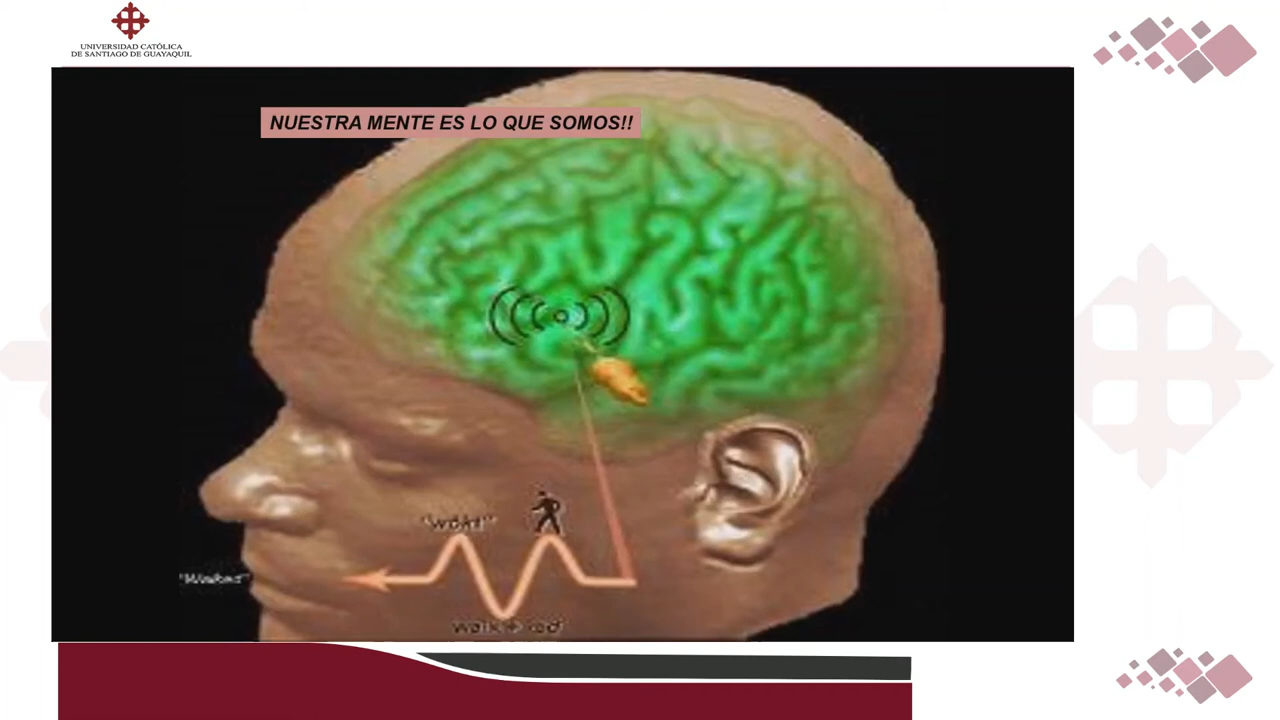 UNIVERSIDAD CATÓLICA
DE SANTIAGO DE GUAYAQUIL
NUESTRA MENTE ES LO QUE SOMOS!!